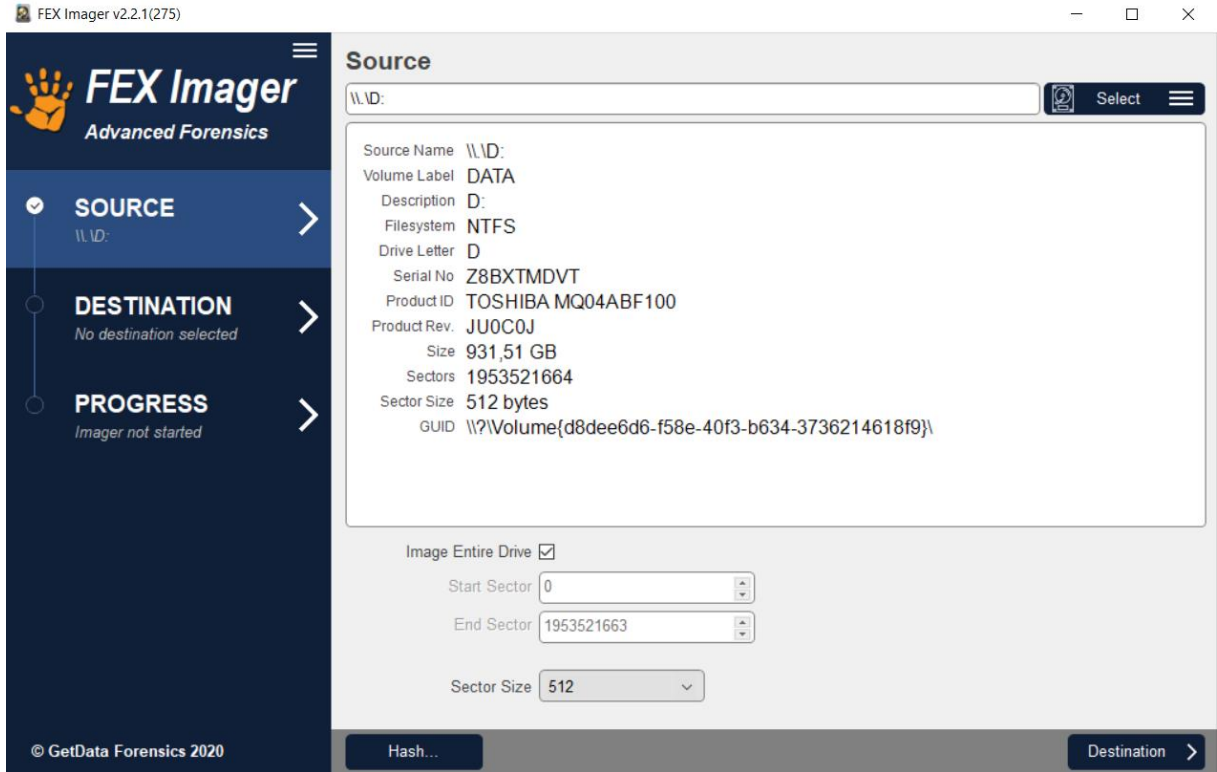 FEX Imager v2.2.1(275)
FEX Imager
Advanced Forensics
SOURCE
\\.\D:
DESTINATION
No destination selected
PROGRESS
Imager not started
© GetData Forensics 2020
Source
\\.\D:
Select
Source Name \\.\D:
Volume Label DATA
Description D:
Filesystem NTFS
Drive Letter D
Serial No Z8BXTMDVT
Product ID TOSHIBA MQ04ABF100
Product Rev. JU0C0J
Size 931,51 GB
Sectors 1953521664
Sector Size 512 bytes
GUID \\?\Volume{d8dee6d6-f58e-40f3-b634-3736214618f9}\
Image Entire Drive
Start Sector 0
End Sector 1953521663
Sector Size 512
Hash...
Destination